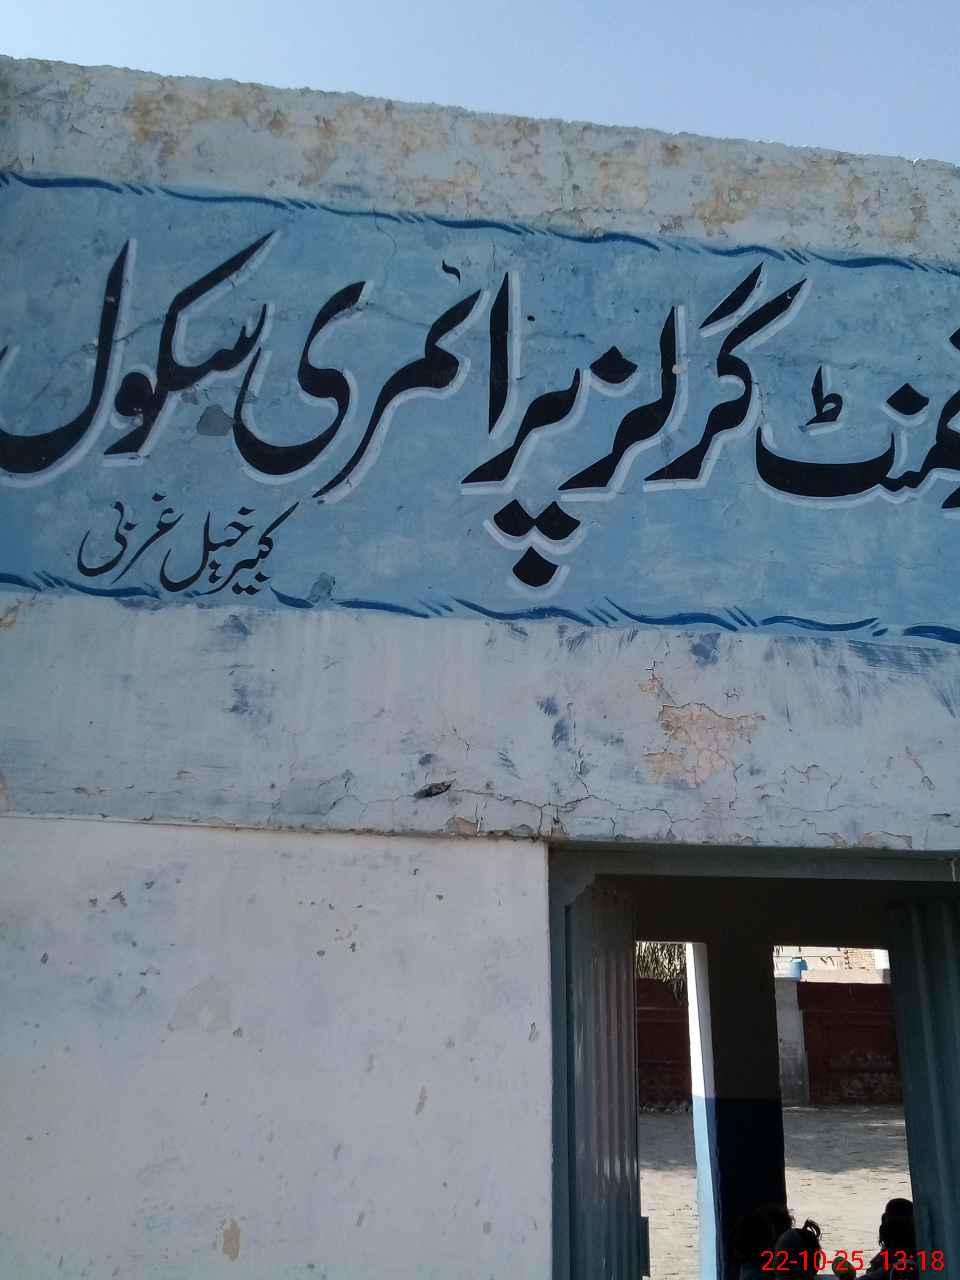 گرلز پرائمری سکول
کبیر خیل غربی
22-10-25 13:18